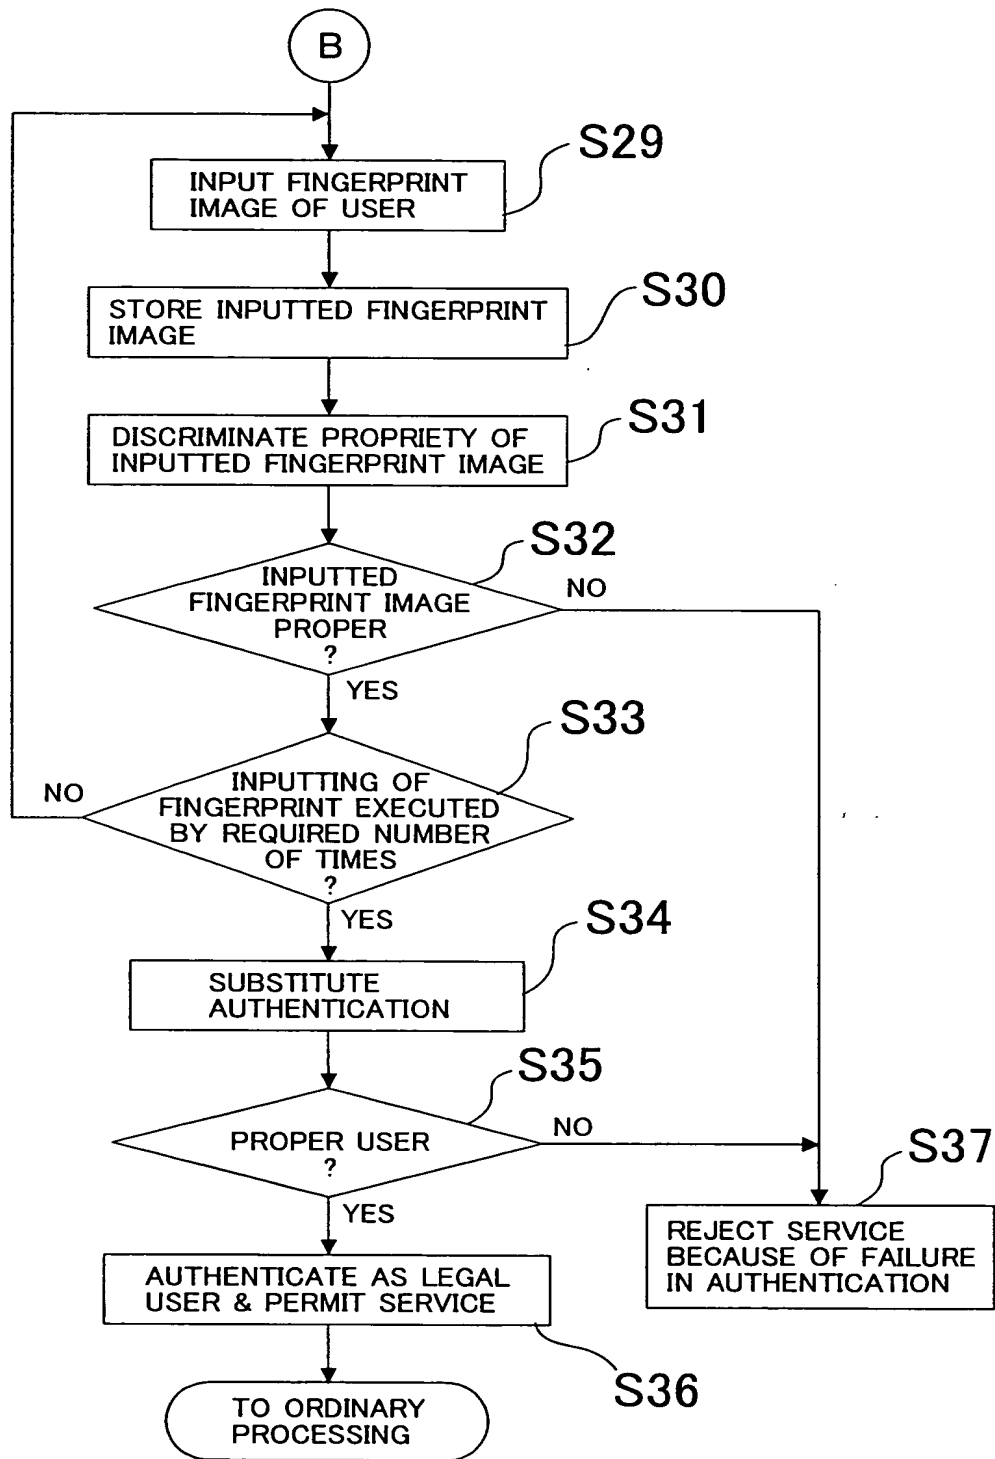 B
S29
INPUT FINGERPRINT
IMAGE OF USER
S30
STORE INPUTTED FINGERPRINT
IMAGE
S31
DISCRIMINATE PROPRIETY OF
INPUTTED FINGERPRINT IMAGE
S32
INPUTTED
FINGERPRINT IMAGE
PROPER
?
NO
YES
S33
INPUTTING OF
FINGERPRINT EXECUTED
BY REQUIRED NUMBER
OF TIMES
?
NO
YES
S34
SUBSTITUTE
AUTHENTICATION
S35
PROPER USER
?
NO
YES
S37
REJECT SERVICE
BECAUSE OF FAILURE
IN AUTHENTICATION
AUTHENTICATE AS LEGAL
USER & PERMIT SERVICE
S36
TO ORDINARY
PROCESSING